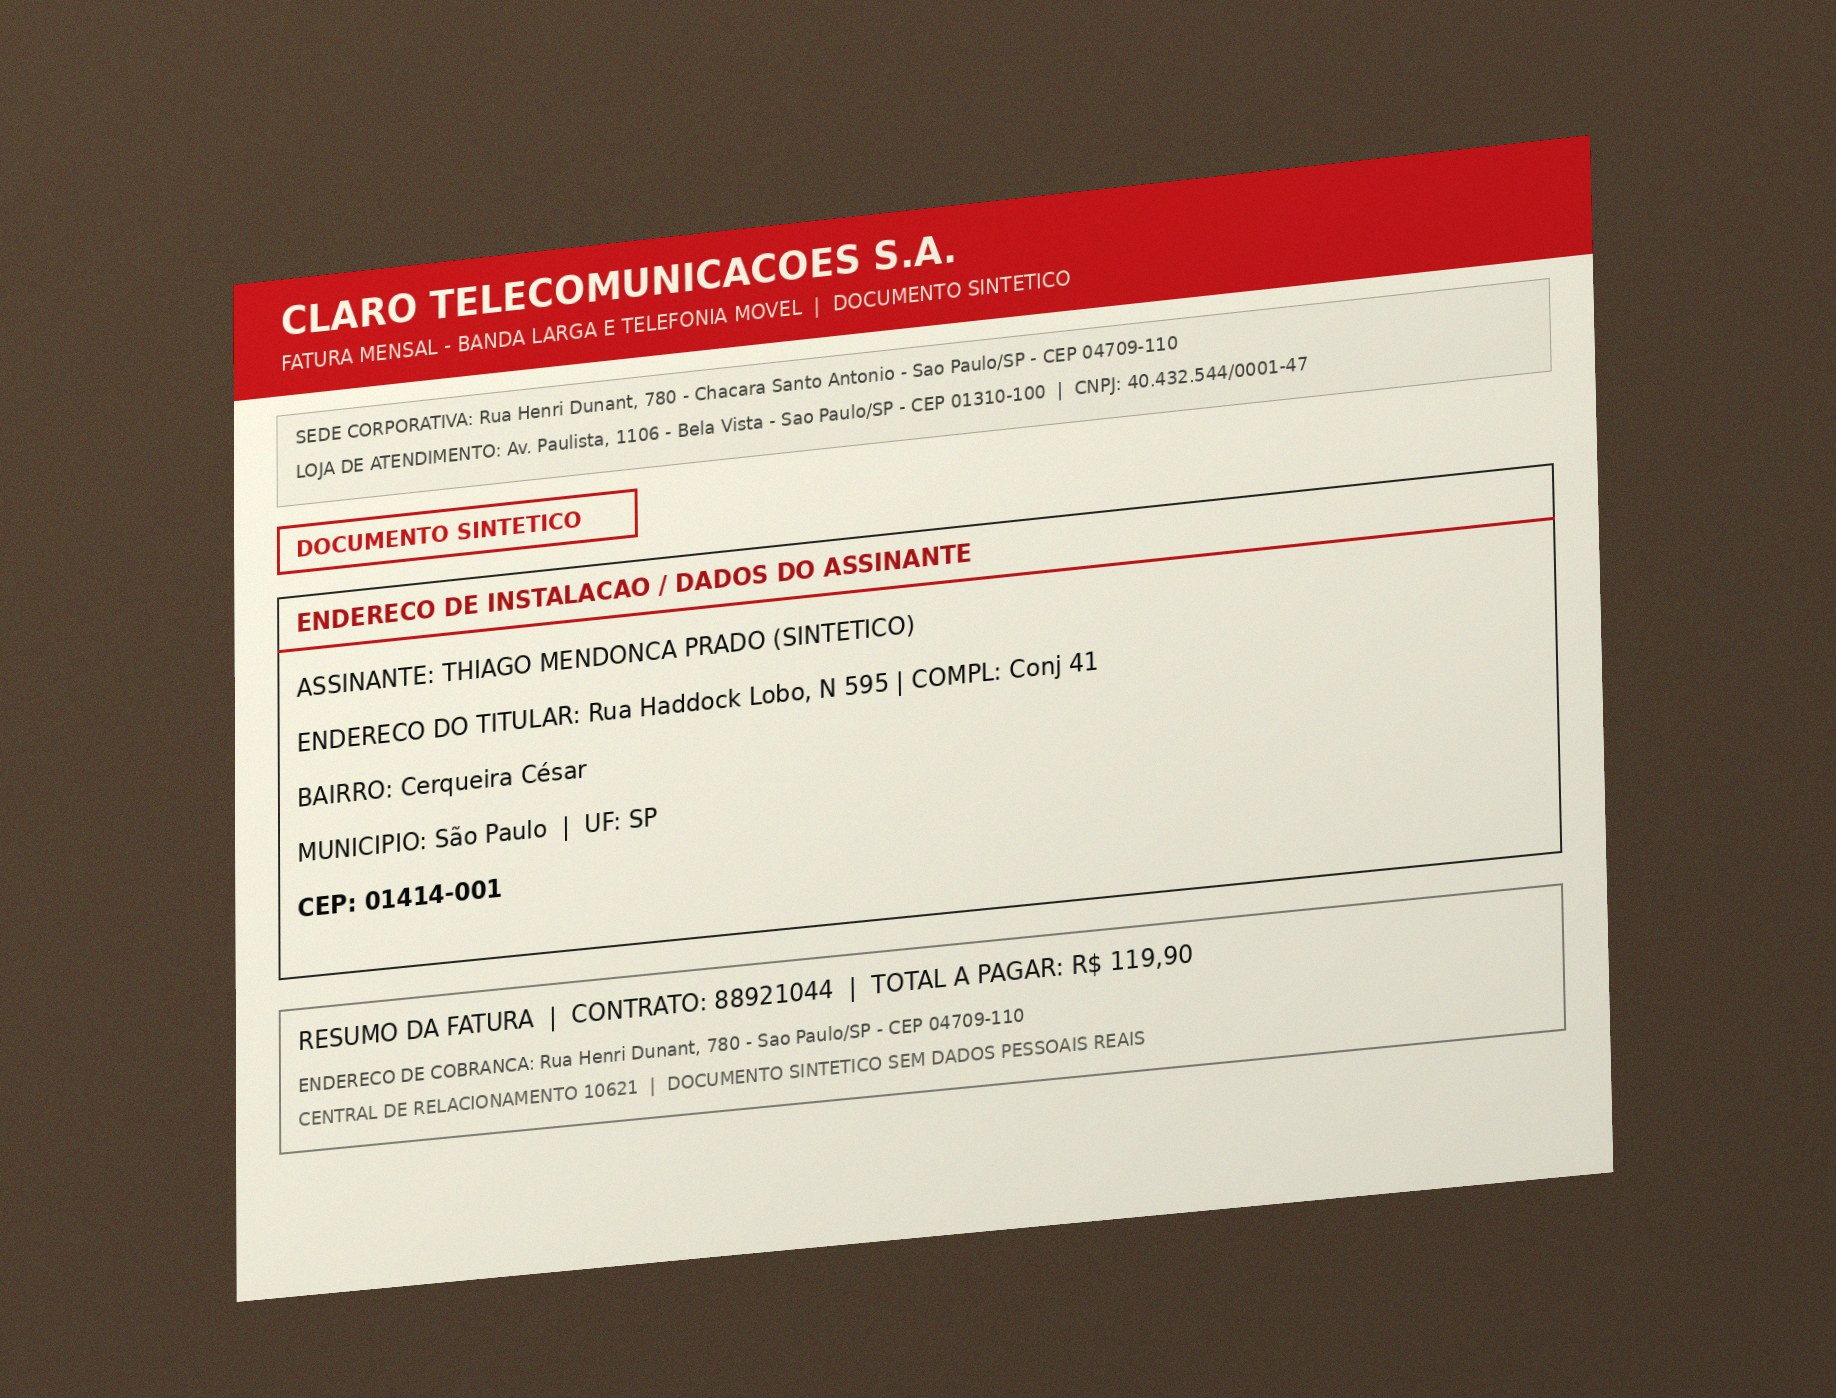 CLARO TELECOMUNICACOES S.A.
FATURA MENSAL - BANDA LARGA E TELEFONIA MOVEL | DOCUMENTO SINTETICO
SEDE CORPORATIVA: Rua Henri Dunant, 780 - Chacara Santo Antonio - Sao Paulo/SP - CEP 04709-110
LOJA DE ATENDIMENTO: Av. Paulista, 1106 - Bela Vista - Sao Paulo/SP - CEP 01310-100 | CNPJ: 40.432.544/0001-47
DOCUMENTO SINTETICO
ENDERECO DE INSTALACAO / DADOS DO ASSINANTE
ASSINANTE: THIAGO MENDONCA PRADO (SINTETICO)
ENDERECO DO TITULAR: Rua Haddock Lobo, N 595 | COMPL: Conj 41
BAIRRO: Cerqueira César
MUNICIPIO: São Paulo | UF: SP
CEP: 01414-001
RESUMO DA FATURA | CONTRATO: 88921044 | TOTAL A PAGAR: R$ 119,90
ENDERECO DE COBRANCA: Rua Henri Dunant, 780 - Sao Paulo/SP - CEP 04709-110
CENTRAL DE RELACIONAMENTO 10621 | DOCUMENTO SINTETICO SEM DADOS PESSOAIS REAIS